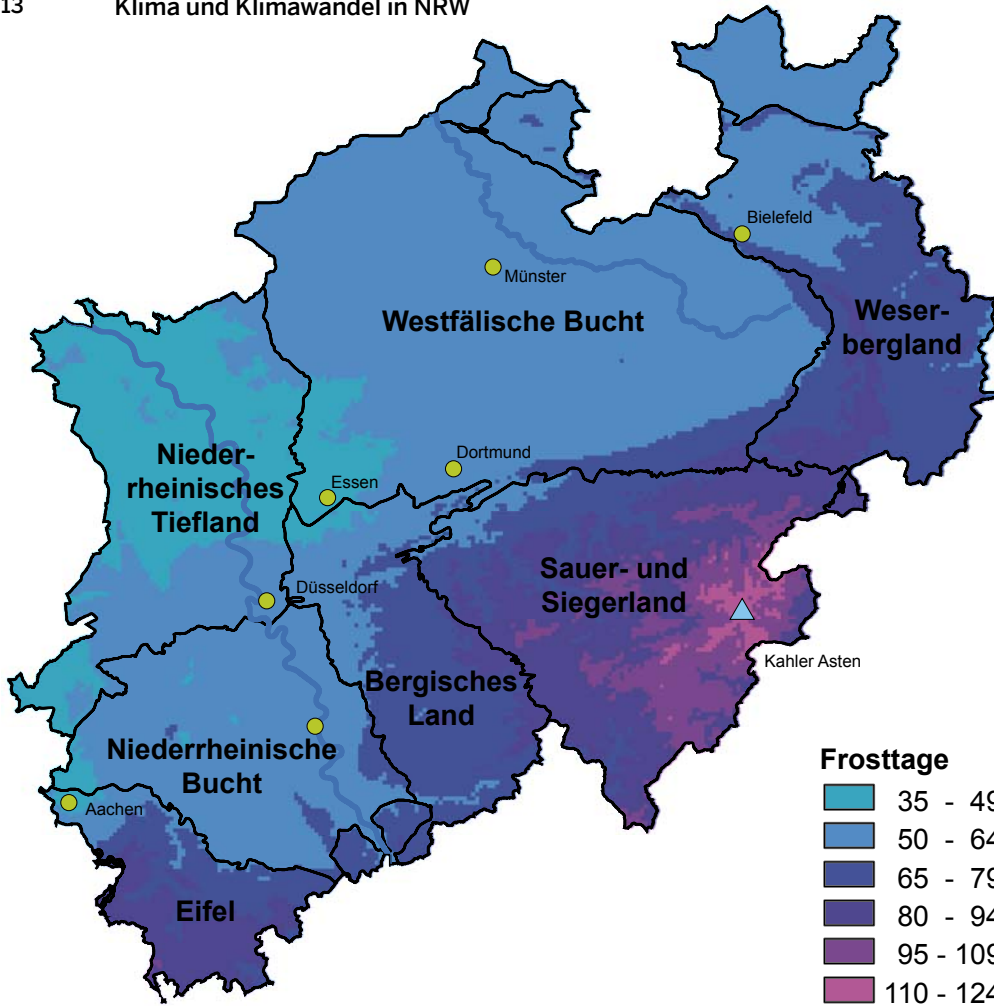 13
Klima und Klimawandel in NRW
Bielefeld
Münster
Westfälische Bucht
Weser-
bergland
Nieder-
rheinisches
Tiefland
Dortmund
Essen
Sauer- und
Siegerland
Düsseldorf
Kahler Asten
Bergisches
Land
Niederrheinische
Bucht
Aachen
Eifel
Frosttage
35 - 49
50 - 64
65 - 79
80 - 94
95 - 109
110 - 124